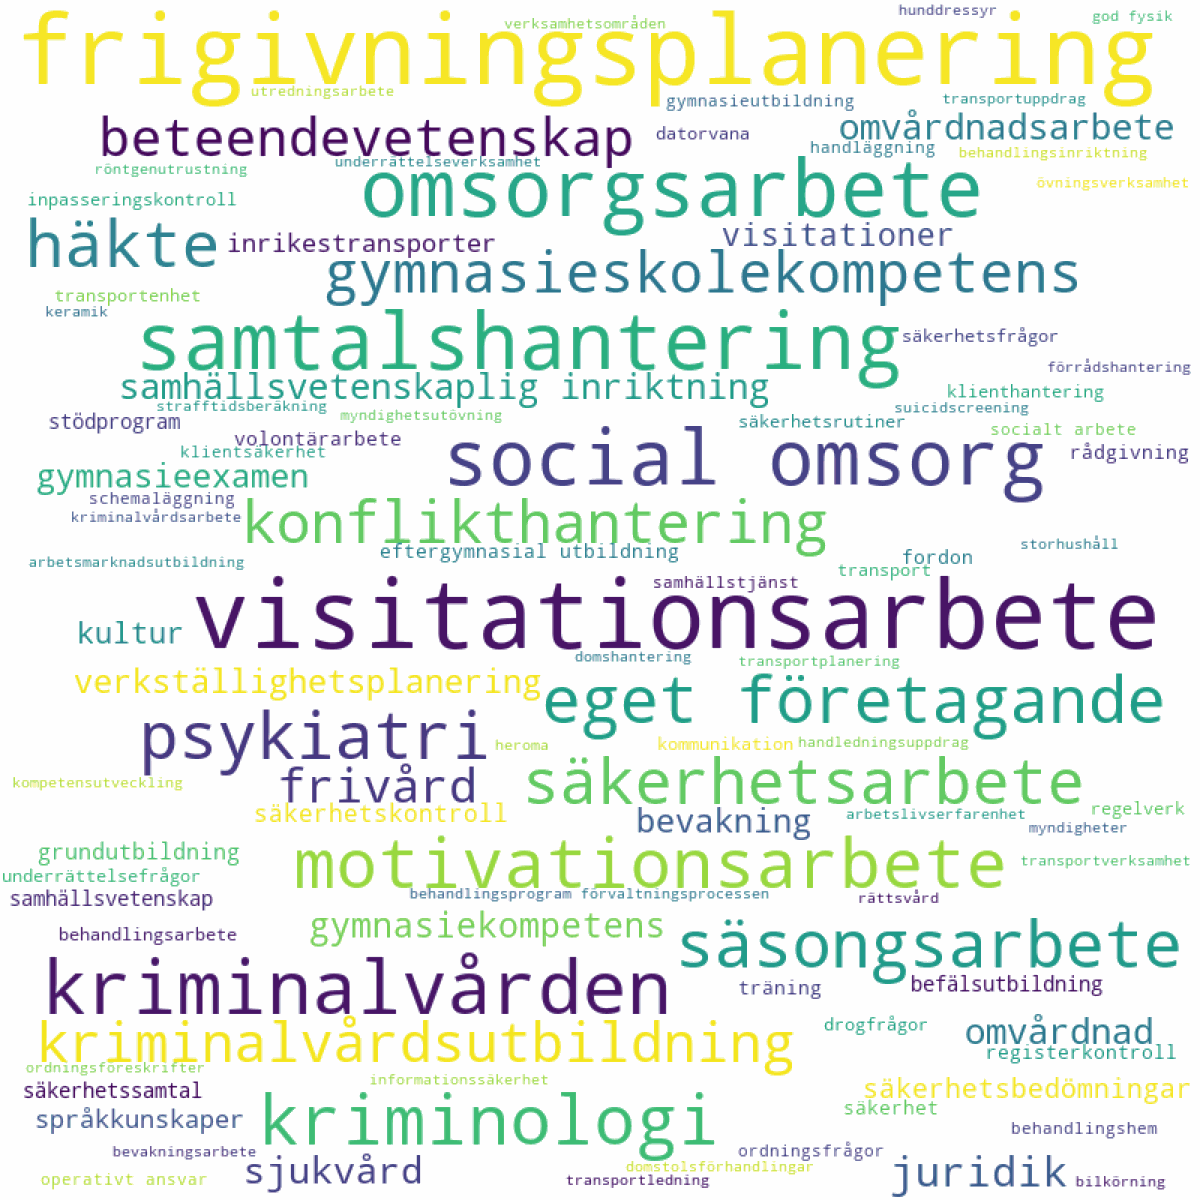 hunddressyr
god fysik
verksamhetsområden
frigivningsplanering
utredningsarbete
gymnasieutbildning
transportuppdrag
beteendevetenskap
datorvana
omvårdnadsarbete
handläggning
behandlingsinriktning
underrättelseverksamhet
röntgenutrustning
omsorgsarbete
övningsverksamhet
inpasseringskontroll
häkte
inrikestransporter
visitationer
gymnasieskolekompetens
transportenhet
keramik
samtalshantering
säkerhetsfrågor
förrådshantering
samhällsvetenskaplig inriktning
klienthantering
strafftidsberäkning
myndighetsutövning
suicidscreening
stödprogram
säkerhetsrutiner
socialt arbete
volontärarbete
klientsäkerhet
social omsorg
rådgivning
gymnasieexamen
schemaläggning
kriminalvårdsarbete
konflikthantering
eftergymnasial utbildning
storhushåll
arbetsmarknadsutbildning
fordon
transport
samhällstjänst
visitationsarbete
kultur
domshantering
transportplanering
verkställighetsplanering
eget företagande
psykiatri
heroma
kommunikation
handledningsuppdrag
frivård
säkerhetsarbete
kompetensutveckling
säkerhetskontroll
bevakning
arbetslivserfarenhet
regelverk
myndigheter
grundutbildning
motivationsarbete
transportverksamhet
underrättelsefrågor
samhällsvetenskap
behandlingsprogram
förvaltningsprocessen
rättsvård
gymnasiekompetens
behandlingsarbete
säsongsarbete
kriminalvården
träning
befälsutbildning
kriminalvårdsutbildning
drogfrågor
omvårdnad
registerkontroll
ordningsföreskrifter
informationssäkerhet
säkerhetssamtal
säkerhetsbedömningar
språkkunskaper
kriminologi
säkerhet
behandlingshem
bevakningsarbete
ordningsfrågor
sjukvård
domstolsförhandlingar
juridik
operativt ansvar
transportledning
bilkörning